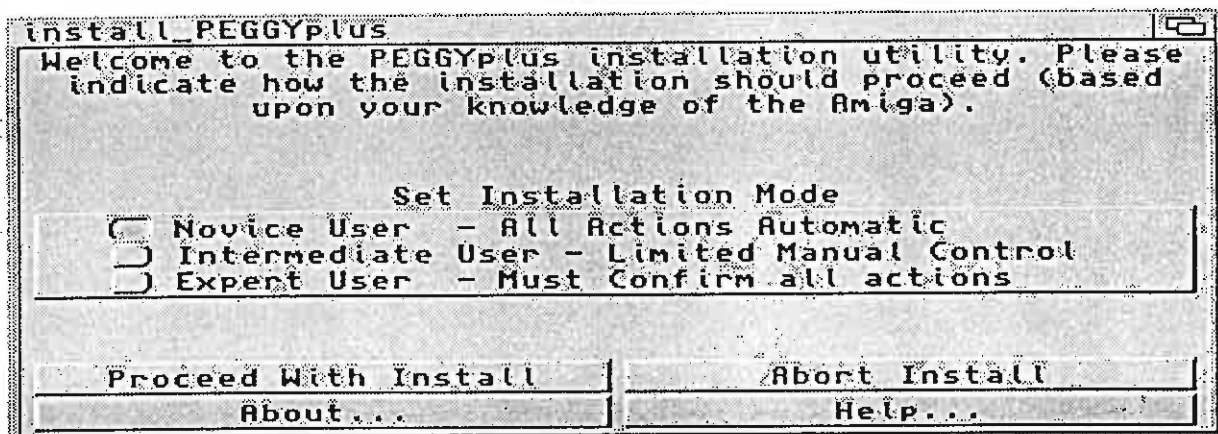 install_PEGGYplus
Welcome to the PEGGYplus installation utility. Please
indicate how the installation should proceed (based
upon your knowledge of the Amiga).
Set Installation Mode
Novice User - All Actions Automatic
Intermediate User - Limited Manual Control
Expert User - Must Confirm all actions
Proceed With Install
Abort Install
About...
Help...